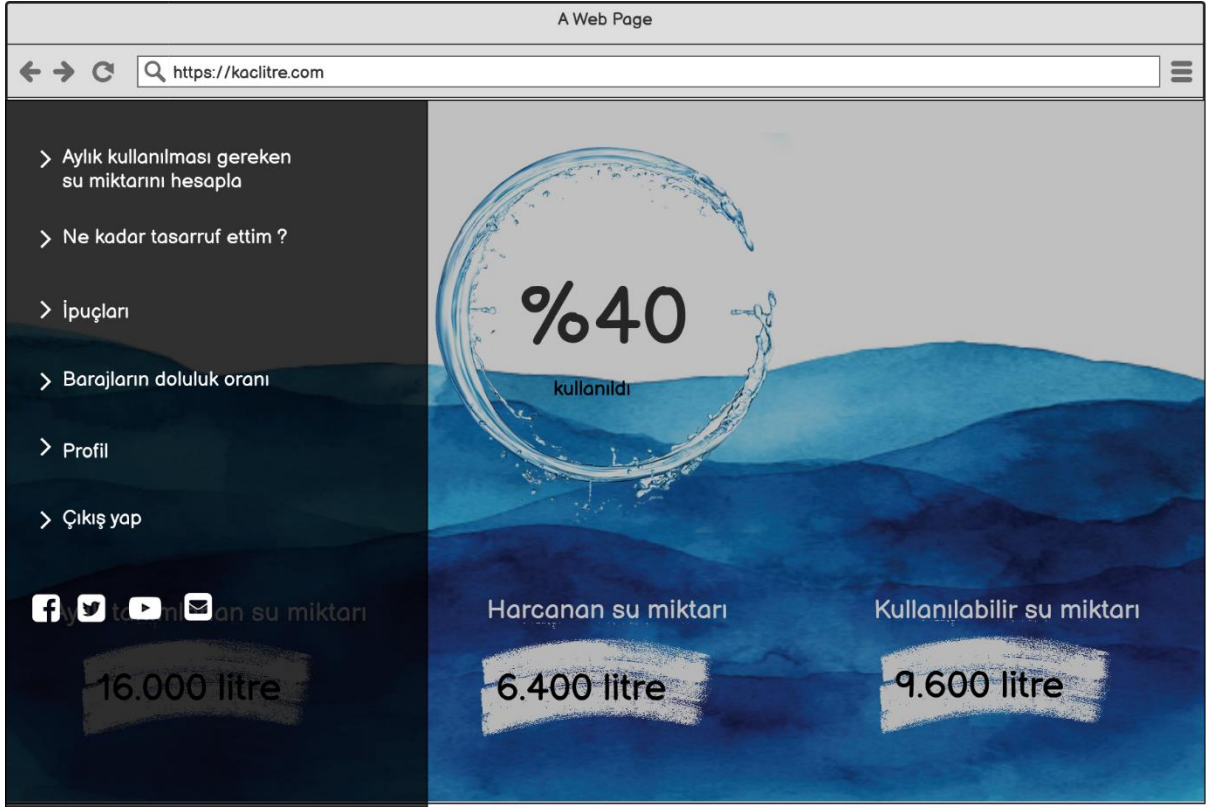 A Web Page
https://kaclitre.com
Aylık kullanılması gereken
su miktarını hesapla
Ne kadar tasarruf ettim ?
İpuçları
Barajların doluluk oranı
Profil
Çıkış yap
%40
kullanıldı
su miktarı
16.000 litre
Harcanan su miktarı
6.400 litre
Kullanılabilir su miktarı
9.600 litre